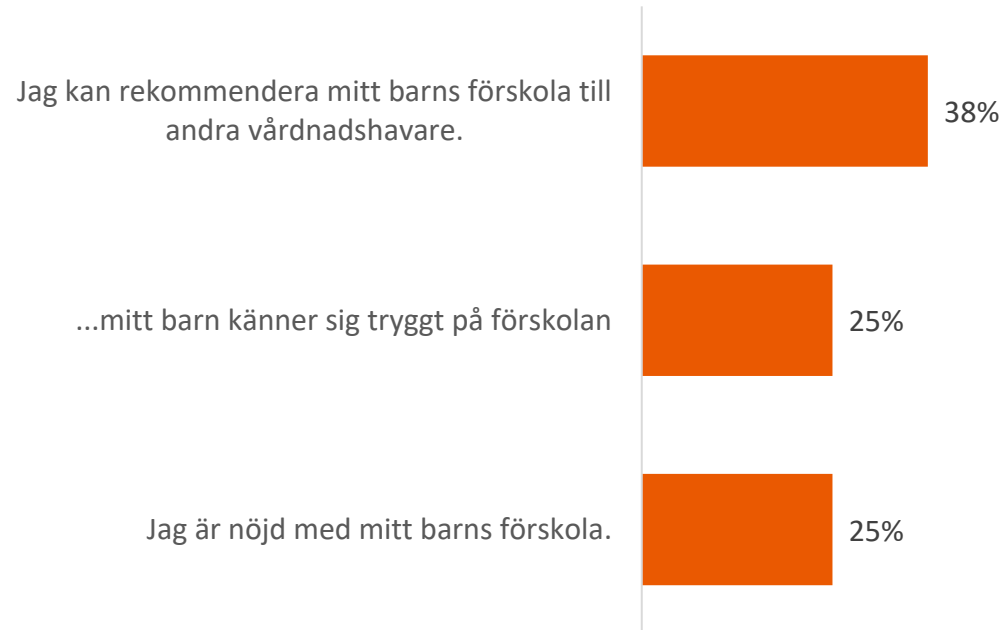 Jag kan rekommendera mitt barns förskola till
andra vårdnadshavare.
38%
...mitt barn känner sig tryggt på förskolan
25%
Jag är nöjd med mitt barns förskola.
25%